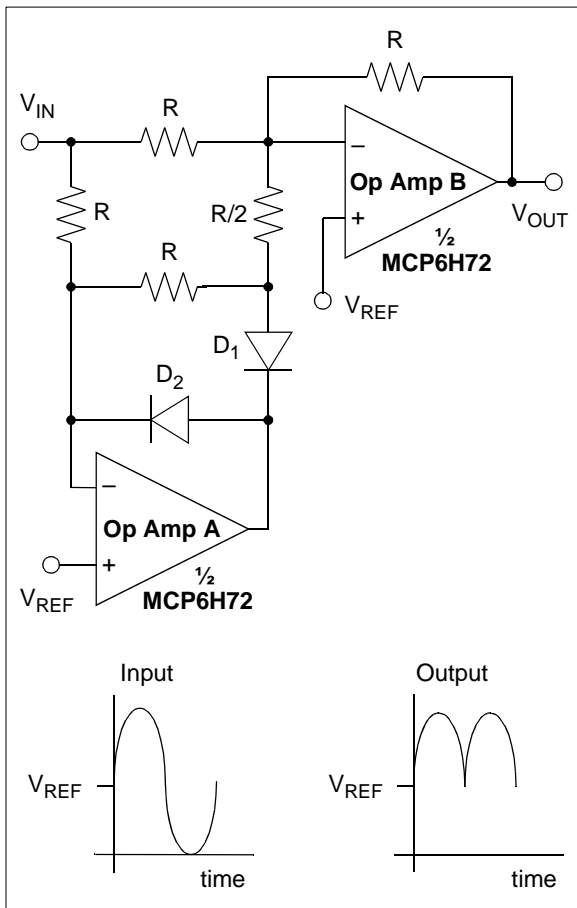 R
V_IN
R
R
R/2
Op Amp B
V_OUT
½
MCP6H72
R
V_REF
D_1
D_2
Op Amp A
V_REF
½
MCP6H72
Input
Output
V_REF
V_REF
time
time